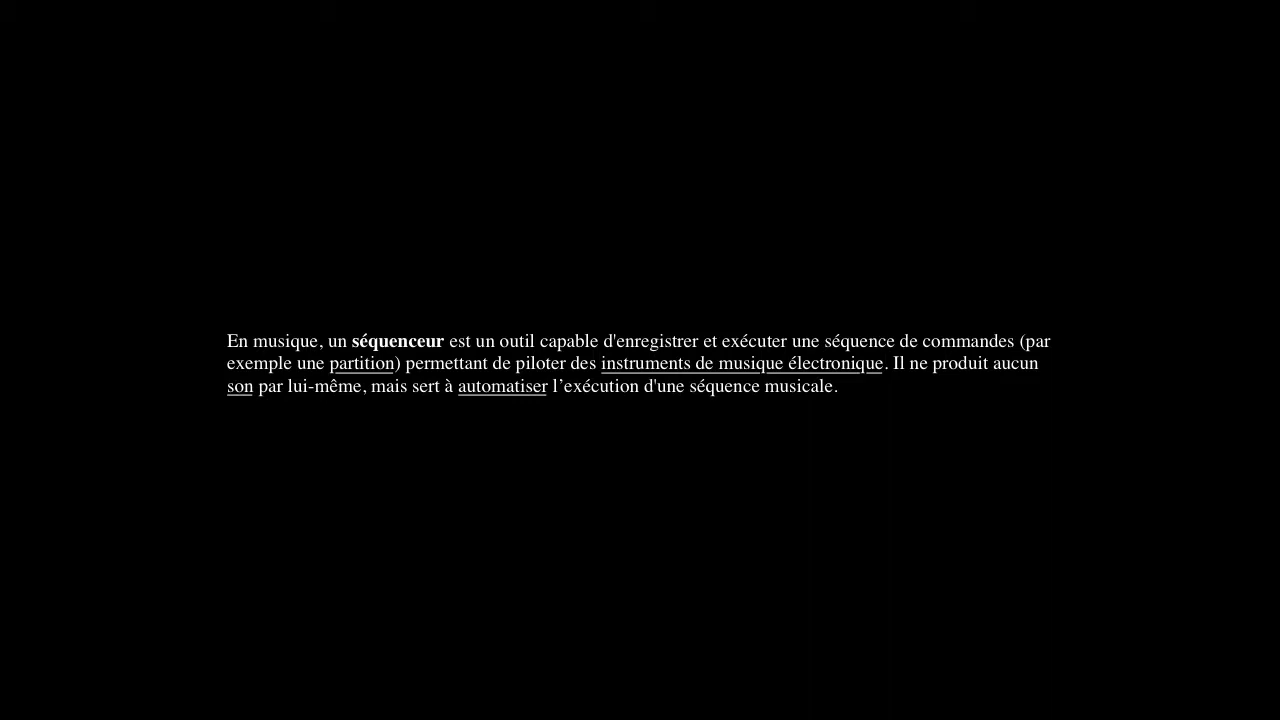 En musique, un séquenceur est un outil capable d'enregistrer et exécuter une séquence de commandes (par
exemple une partition) permettant de piloter des instruments de musique électronique. Il ne produit aucun
son par lui-même, mais sert à automatiser l’exécution d'une séquence musicale.